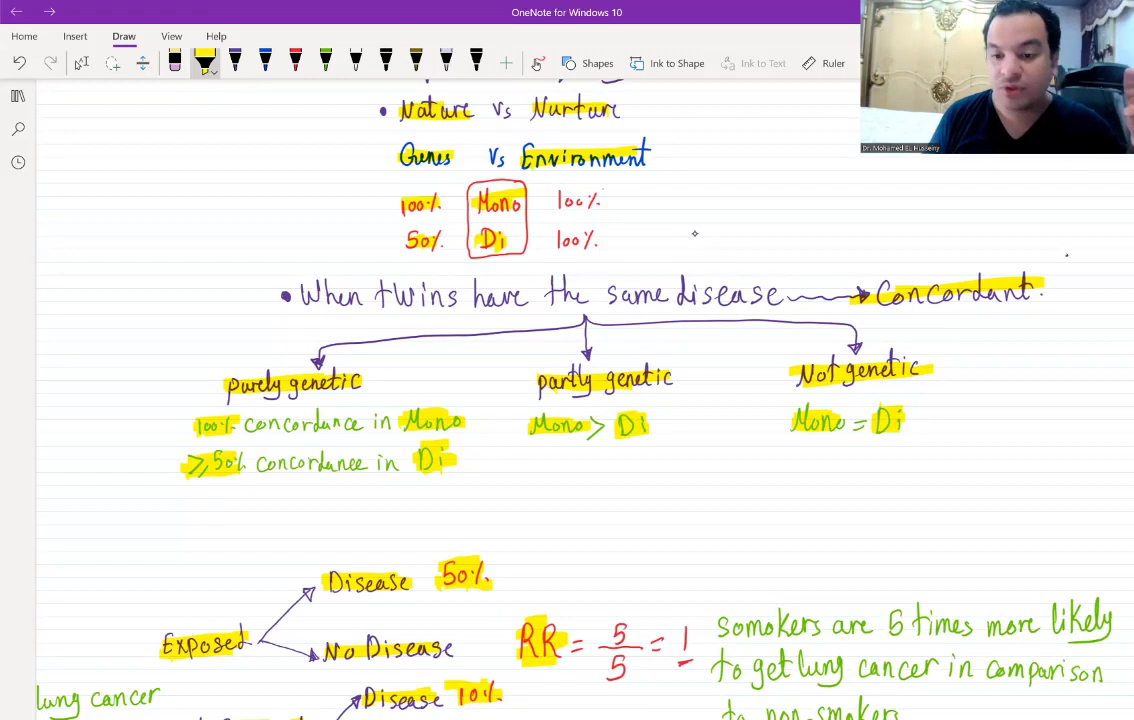 OneNote for Windows 10
Home Insert Draw View Help
Shapes Ink to Shape Ink to Text Ruler
Dr. Mohamed EL Husseiny
• Nature vs Nurture
Genes Vs Environment
100% Mono 100%
50% Di 100%
• When twins have the same disease → Concordant.
purely genetic partly genetic Not genetic
100% concordance in Mono Mono > Di Mono = Di
≥50% concordance in Di
Disease 50%
Exposed
No Disease
RR = 5/5 = 1
somokers are 5 times more likely
to get lung cancer in comparison
to non-smokers
lung cancer
Disease 10%